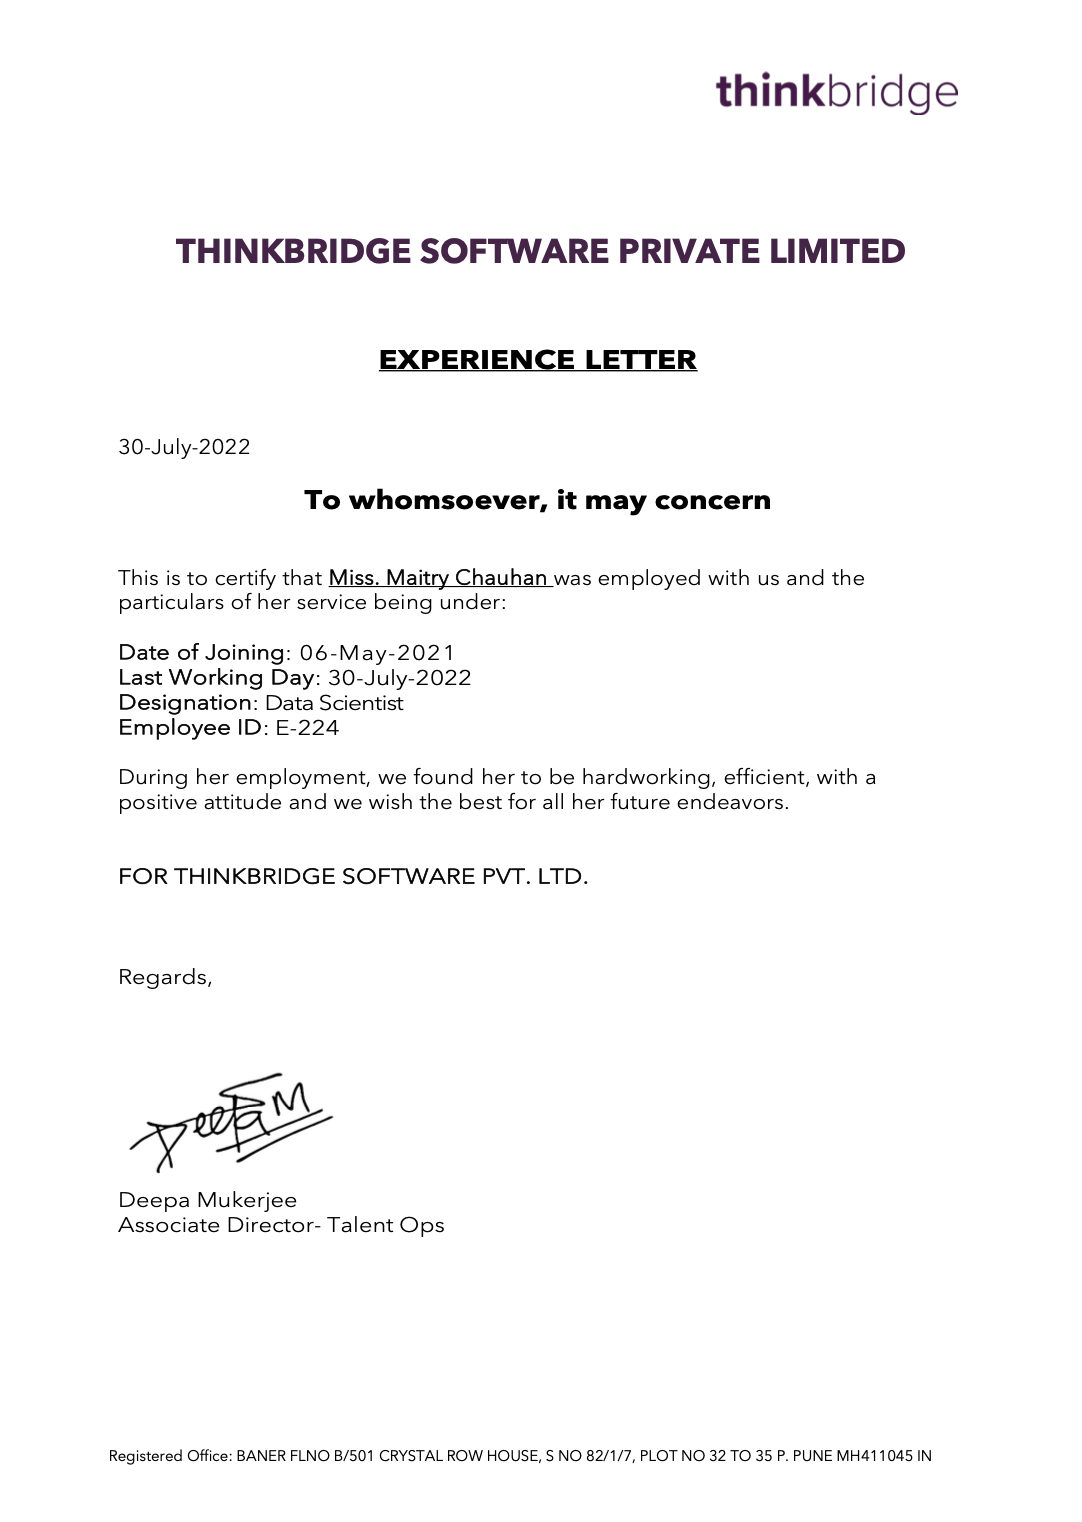 thinkbridge
THINKBRIDGE SOFTWARE PRIVATE LIMITED
EXPERIENCE LETTER
30-July-2022
To whomsoever, it may concern
This is to certify that Miss. Maitry Chauhan was employed with us and the
particulars of her service being under:
Date of Joining: 06-May-2021
Last Working Day: 30-July-2022
Designation: Data Scientist
Employee ID: E-224
During her employment, we found her to be hardworking, efficient, with a
positive attitude and we wish the best for all her future endeavors.
FOR THINKBRIDGE SOFTWARE PVT. LTD.
Regards,
DeepaM
Deepa Mukerjee
Associate Director- Talent Ops
Registered Office: BANER FLNO B/501 CRYSTAL ROW HOUSE, S NO 82/1/7, PLOT NO 32 TO 35 P. PUNE MH411045 IN